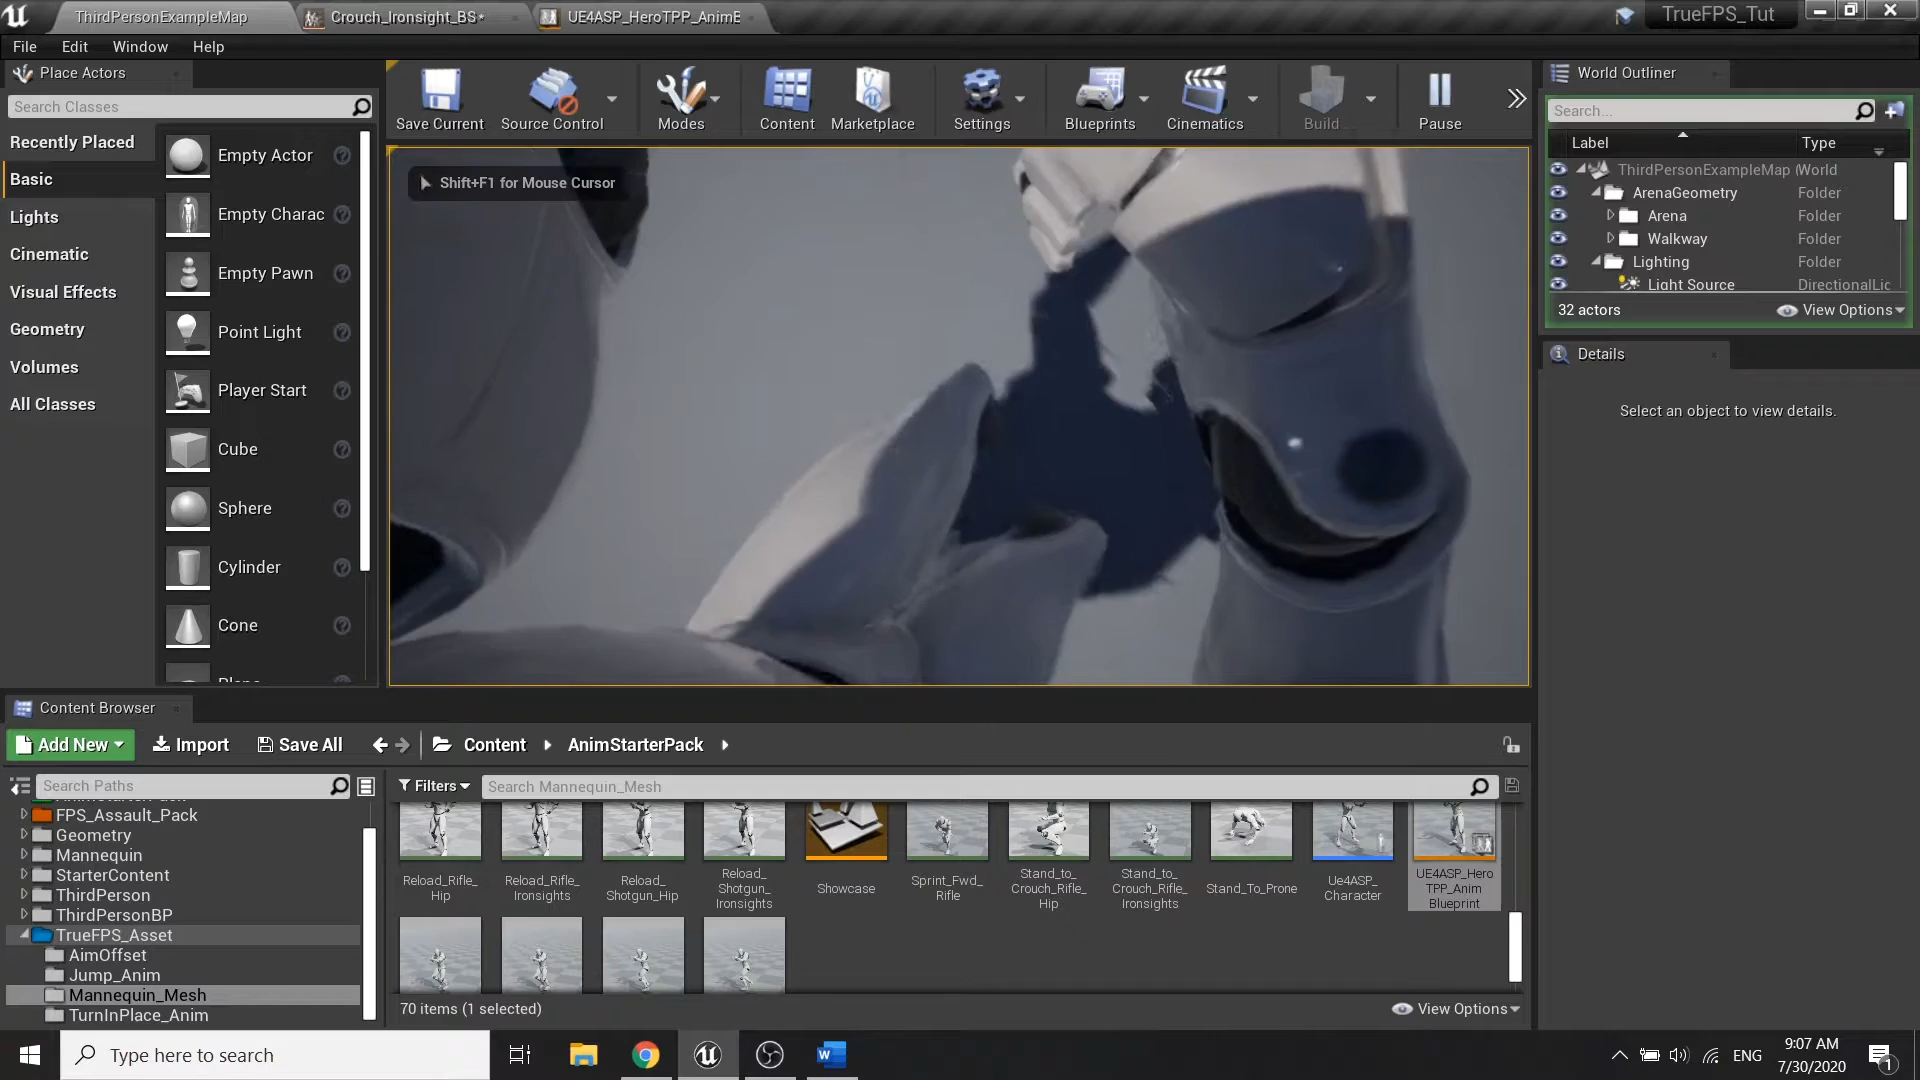 ThirdPersonExampleMap
Crouch_Ironsight_BS*
UE4ASP_HeroTPP_AnimE
TrueFPS_Tut
File
Edit
Window
Help
Place Actors
Search Classes
Recently Placed
Basic
Lights
Cinematic
Visual Effects
Geometry
Volumes
All Classes
Empty Actor
Empty Charac
Empty Pawn
Point Light
Player Start
Cube
Sphere
Cylinder
Cone
Save Current
Source Control
Modes
Content
Marketplace
Settings
Blueprints
Cinematics
Build
Pause
Shift+F1 for Mouse Cursor
World Outliner
Search...
Label
Type
ThirdPersonExampleMap (
World
ArenaGeometry
Folder
Arena
Folder
Walkway
Folder
Lighting
Folder
Light Source
DirectionalLig
32 actors
View Options
Details
Select an object to view details.
Content Browser
Add New
Import
Save All
Content
AnimStarterPack
Search Paths
Filters
Search Mannequin_Mesh
FPS_Assault_Pack
Geometry
Mannequin
StarterContent
ThirdPerson
ThirdPersonBP
TrueFPS_Asset
AimOffset
Jump_Anim
Mannequin_Mesh
TurnInPlace_Anim
Reload_Rifle_
Hip
Reload_Rifle_
Ironsights
Reload_
Shotgun_Hip
Reload_
Shotgun_
Ironsights
Showcase
Sprint_Fwd_
Rifle
Stand_to_
Crouch_Rifle_
Hip
Stand_to_
Crouch_Rifle_
Ironsights
Stand_To_Prone
Ue4ASP_
Character
UE4ASP_Hero
TPP_Anim
Blueprint
70 items (1 selected)
View Options
Type here to search
ENG
9:07 AM
7/30/2020
1